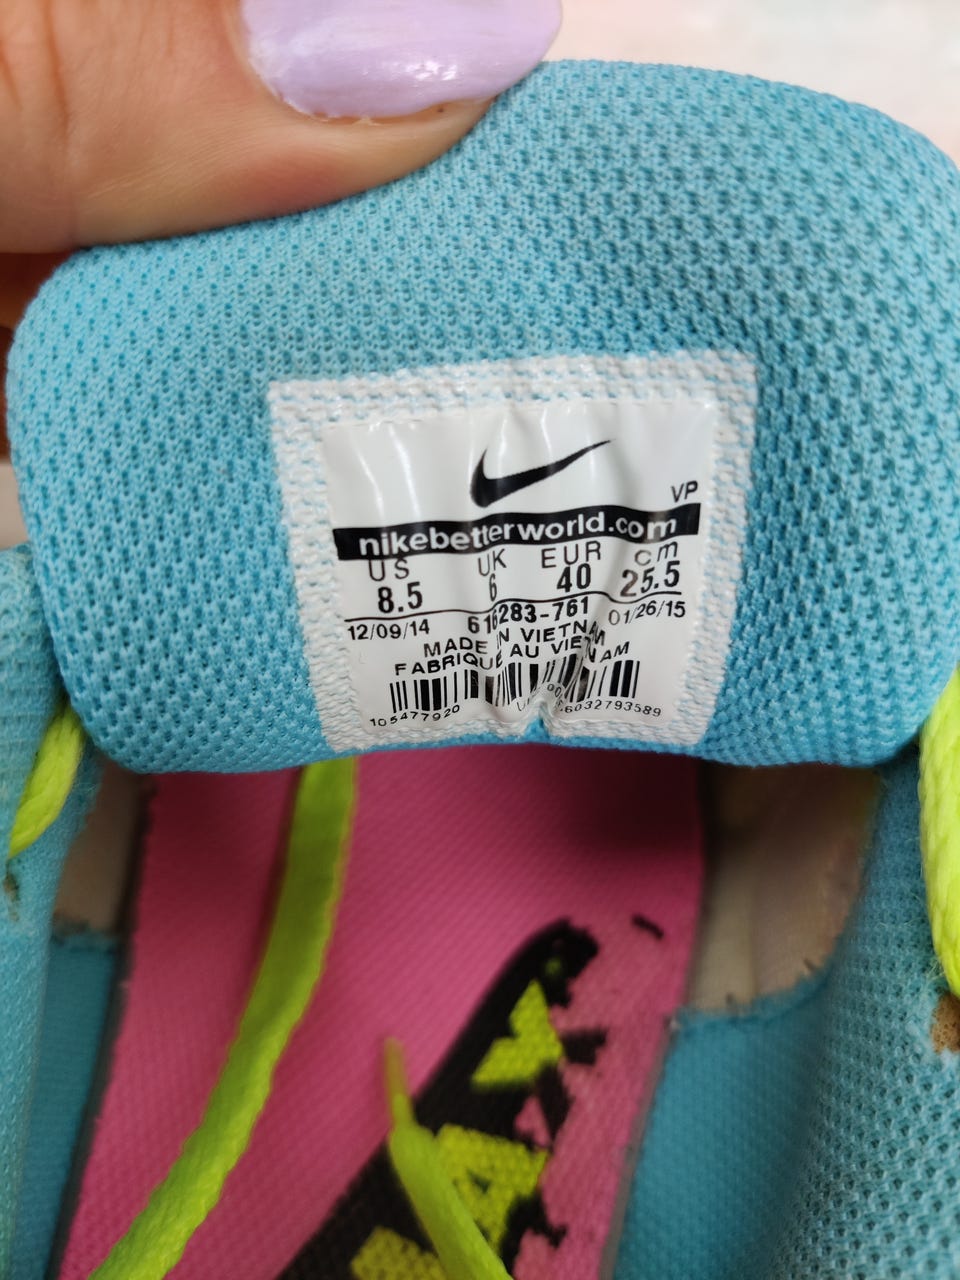 VP
nikebetterworld.com
US UK EUR cm
8.5 6 40 25.5
12/09/14 616283-761 01/26/15
MADE IN VIETNAM
FABRIQUE AU VIETNAM
105477920